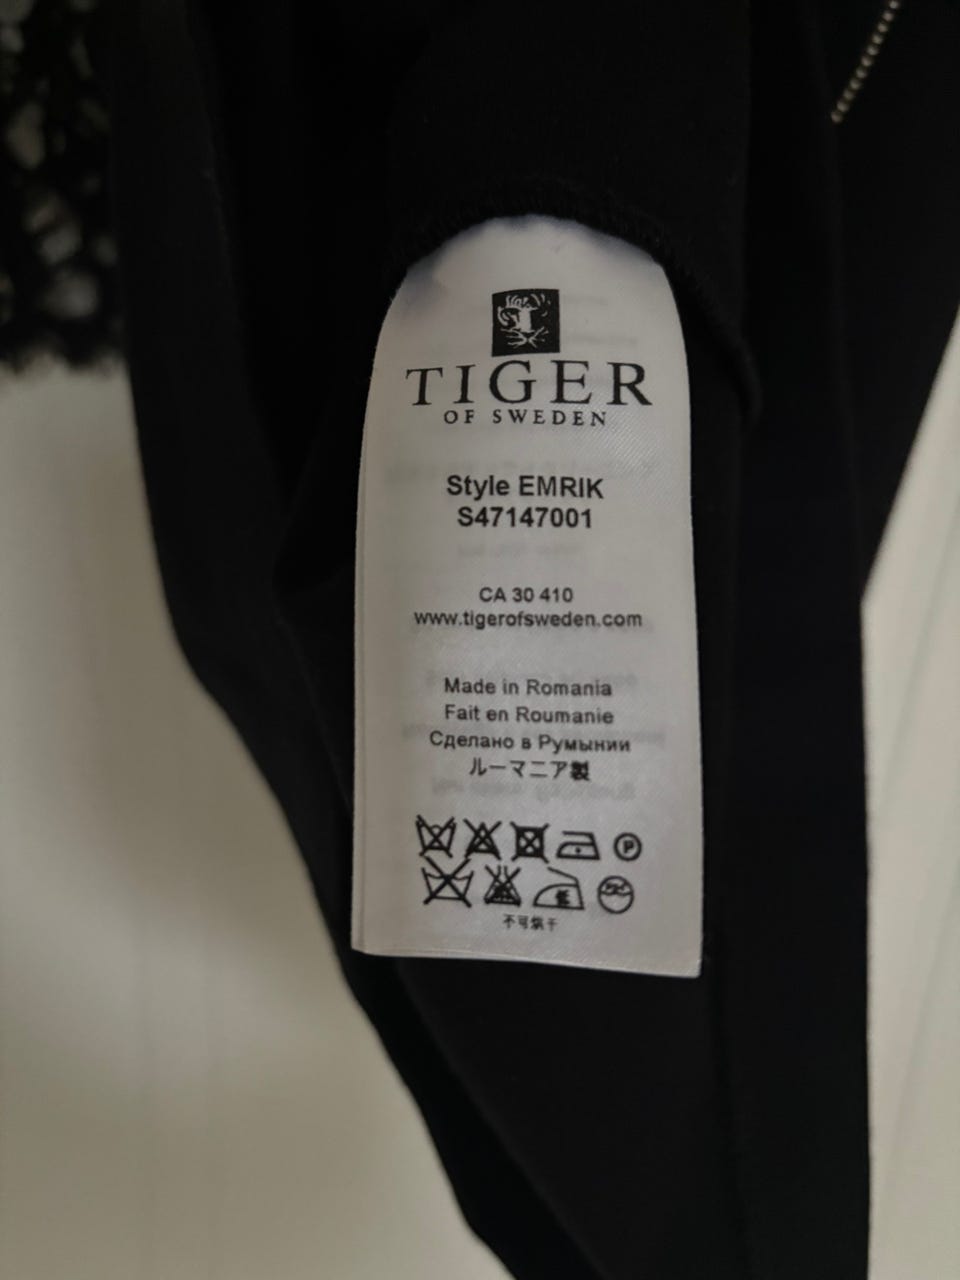 TIGER
OF SWEDEN
Style EMRIK
S47147001
CA 30 410
www.tigerofsweden.com
Made in Romania
Fait en Roumanie
Сделано в Румынии
ルーマニア製
P
低
不可烘干